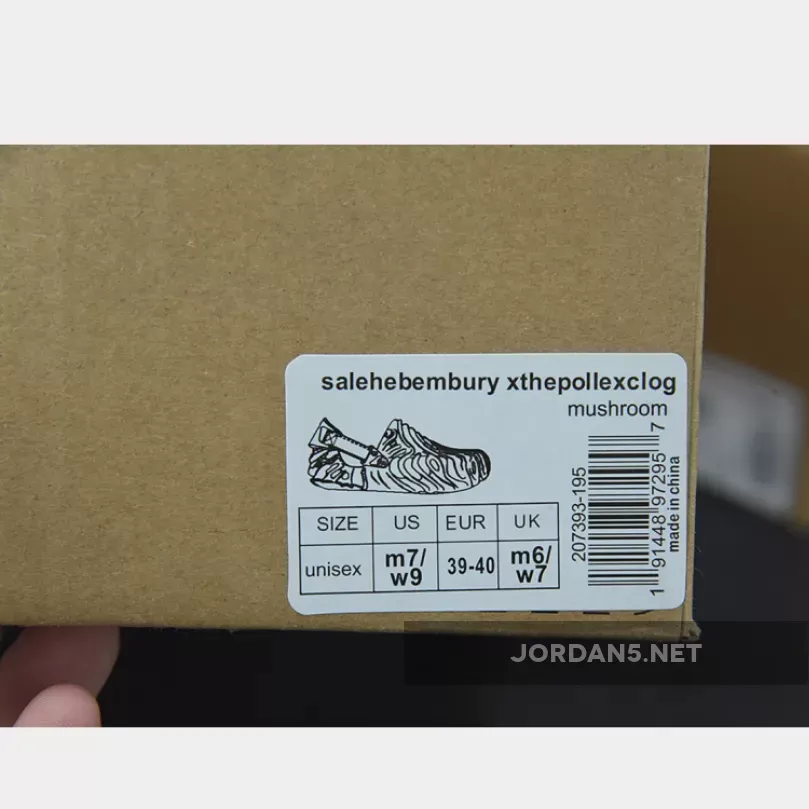 salehebembury xthepollexclog
mushroom
SIZE US EUR UK
unisex m7/w9 39-40 m6/w7
207393-195
1 91448 97295 7
made in china
JORDAN5.NET